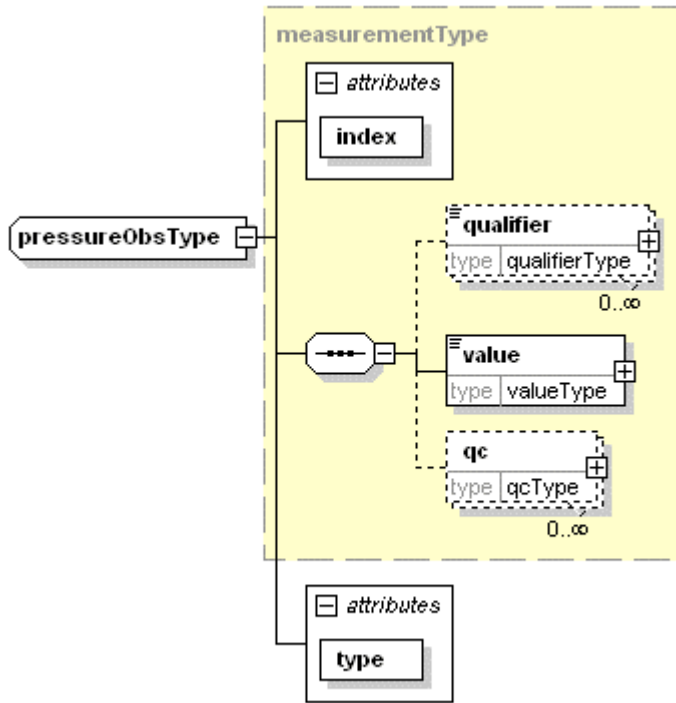 measurementType
attributes
index
pressureObsType
qualifier
type qualifierType
0..∞
value
type valueType
qc
type qcType
0..∞
attributes
type